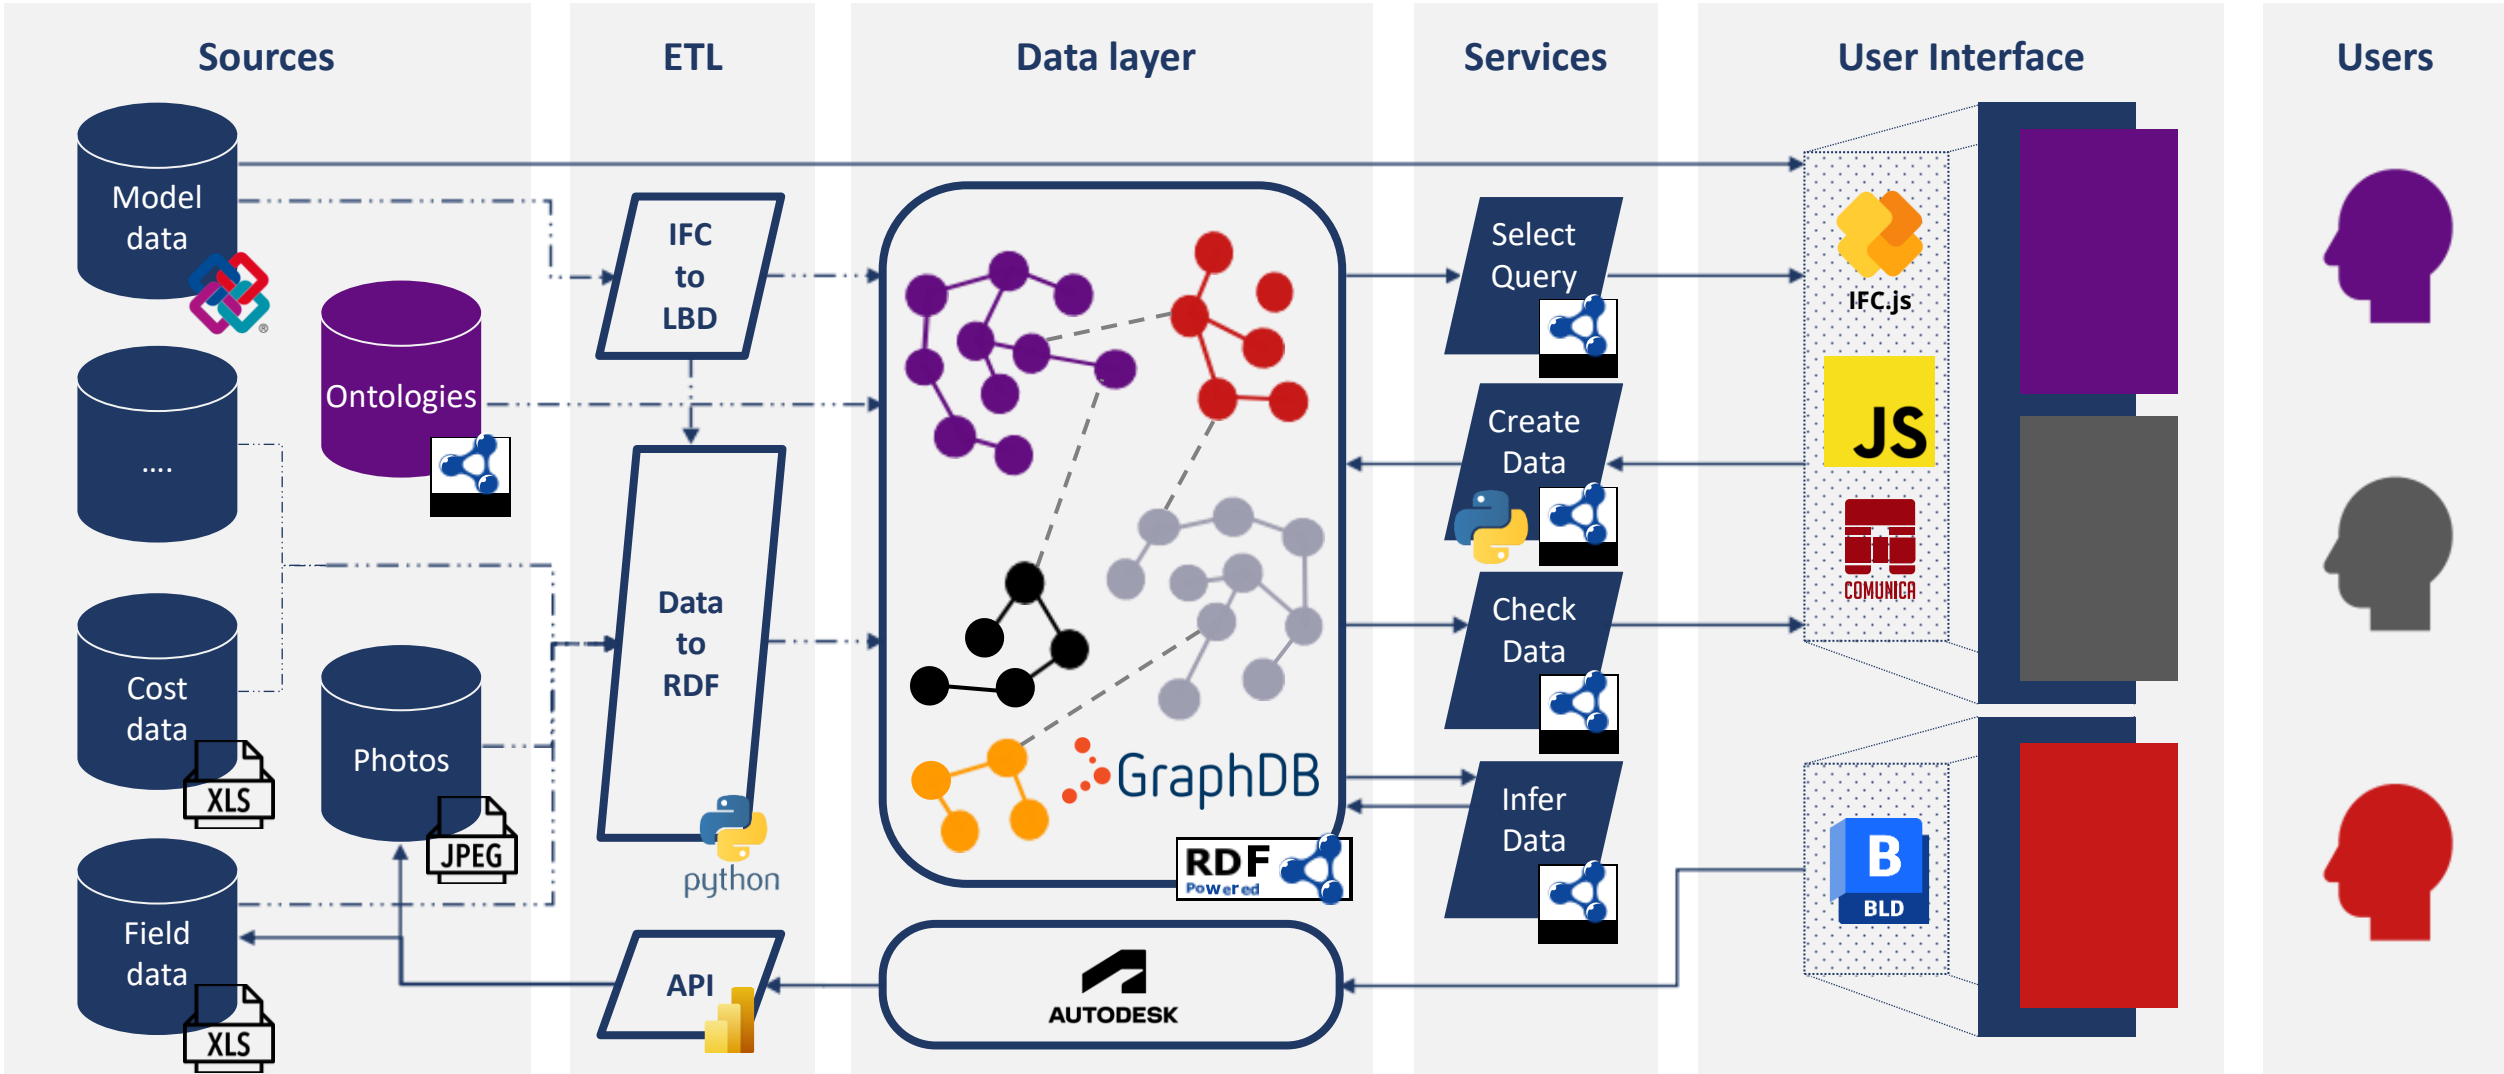 Sources
ETL
Data layer
Services
User Interface
Users
Model
data
®
Ontologies
....
Cost
data
XLS
Photos
JPEG
Field
data
XLS
IFC
to
LBD
Data
to
RDF
python
API
GraphDB
RDF
Powered
AUTODESK
Select
Query
Create
Data
Check
Data
Infer
Data
IFC.js
JS
COMUNICA
B
BLD